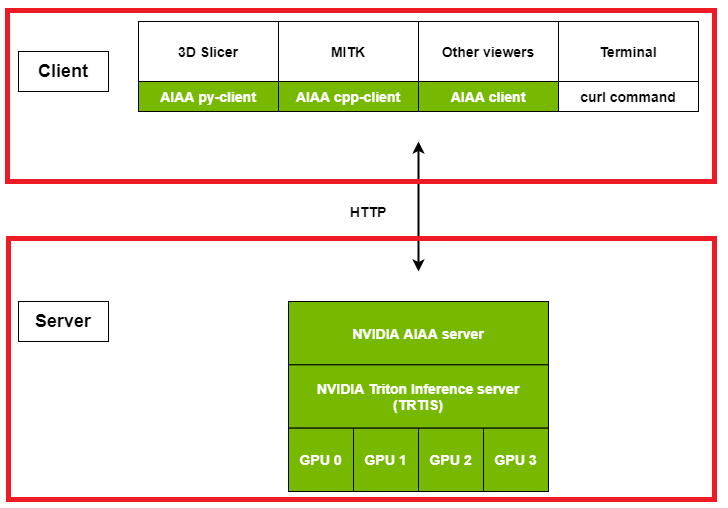 Client
3D Slicer
MITK
Other viewers
Terminal
AIAA py-client
AIAA cpp-client
AIAA client
curl command
HTTP
Server
NVIDIA AIAA server
NVIDIA Triton Inference server
(TRTIS)
GPU 0
GPU 1
GPU 2
GPU 3